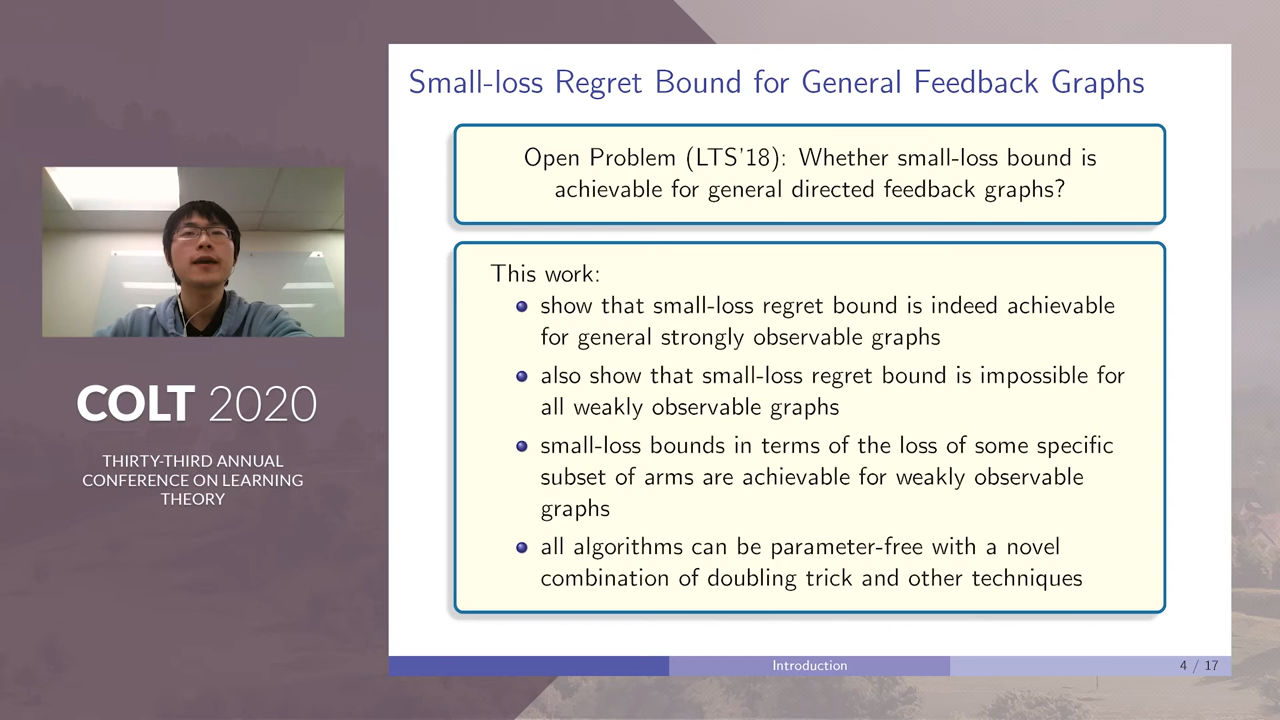 Small-loss Regret Bound for General Feedback Graphs
Open Problem (LTS'18): Whether small-loss bound is
achievable for general directed feedback graphs?
This work:
show that small-loss regret bound is indeed achievable
for general strongly observable graphs
also show that small-loss regret bound is impossible for
all weakly observable graphs
small-loss bounds in terms of the loss of some specific
subset of arms are achievable for weakly observable
graphs
all algorithms can be parameter-free with a novel
combination of doubling trick and other techniques
Introduction
4 / 17
COLT 2020
THIRTY-THIRD ANNUAL
CONFERENCE ON LEARNING
THEORY